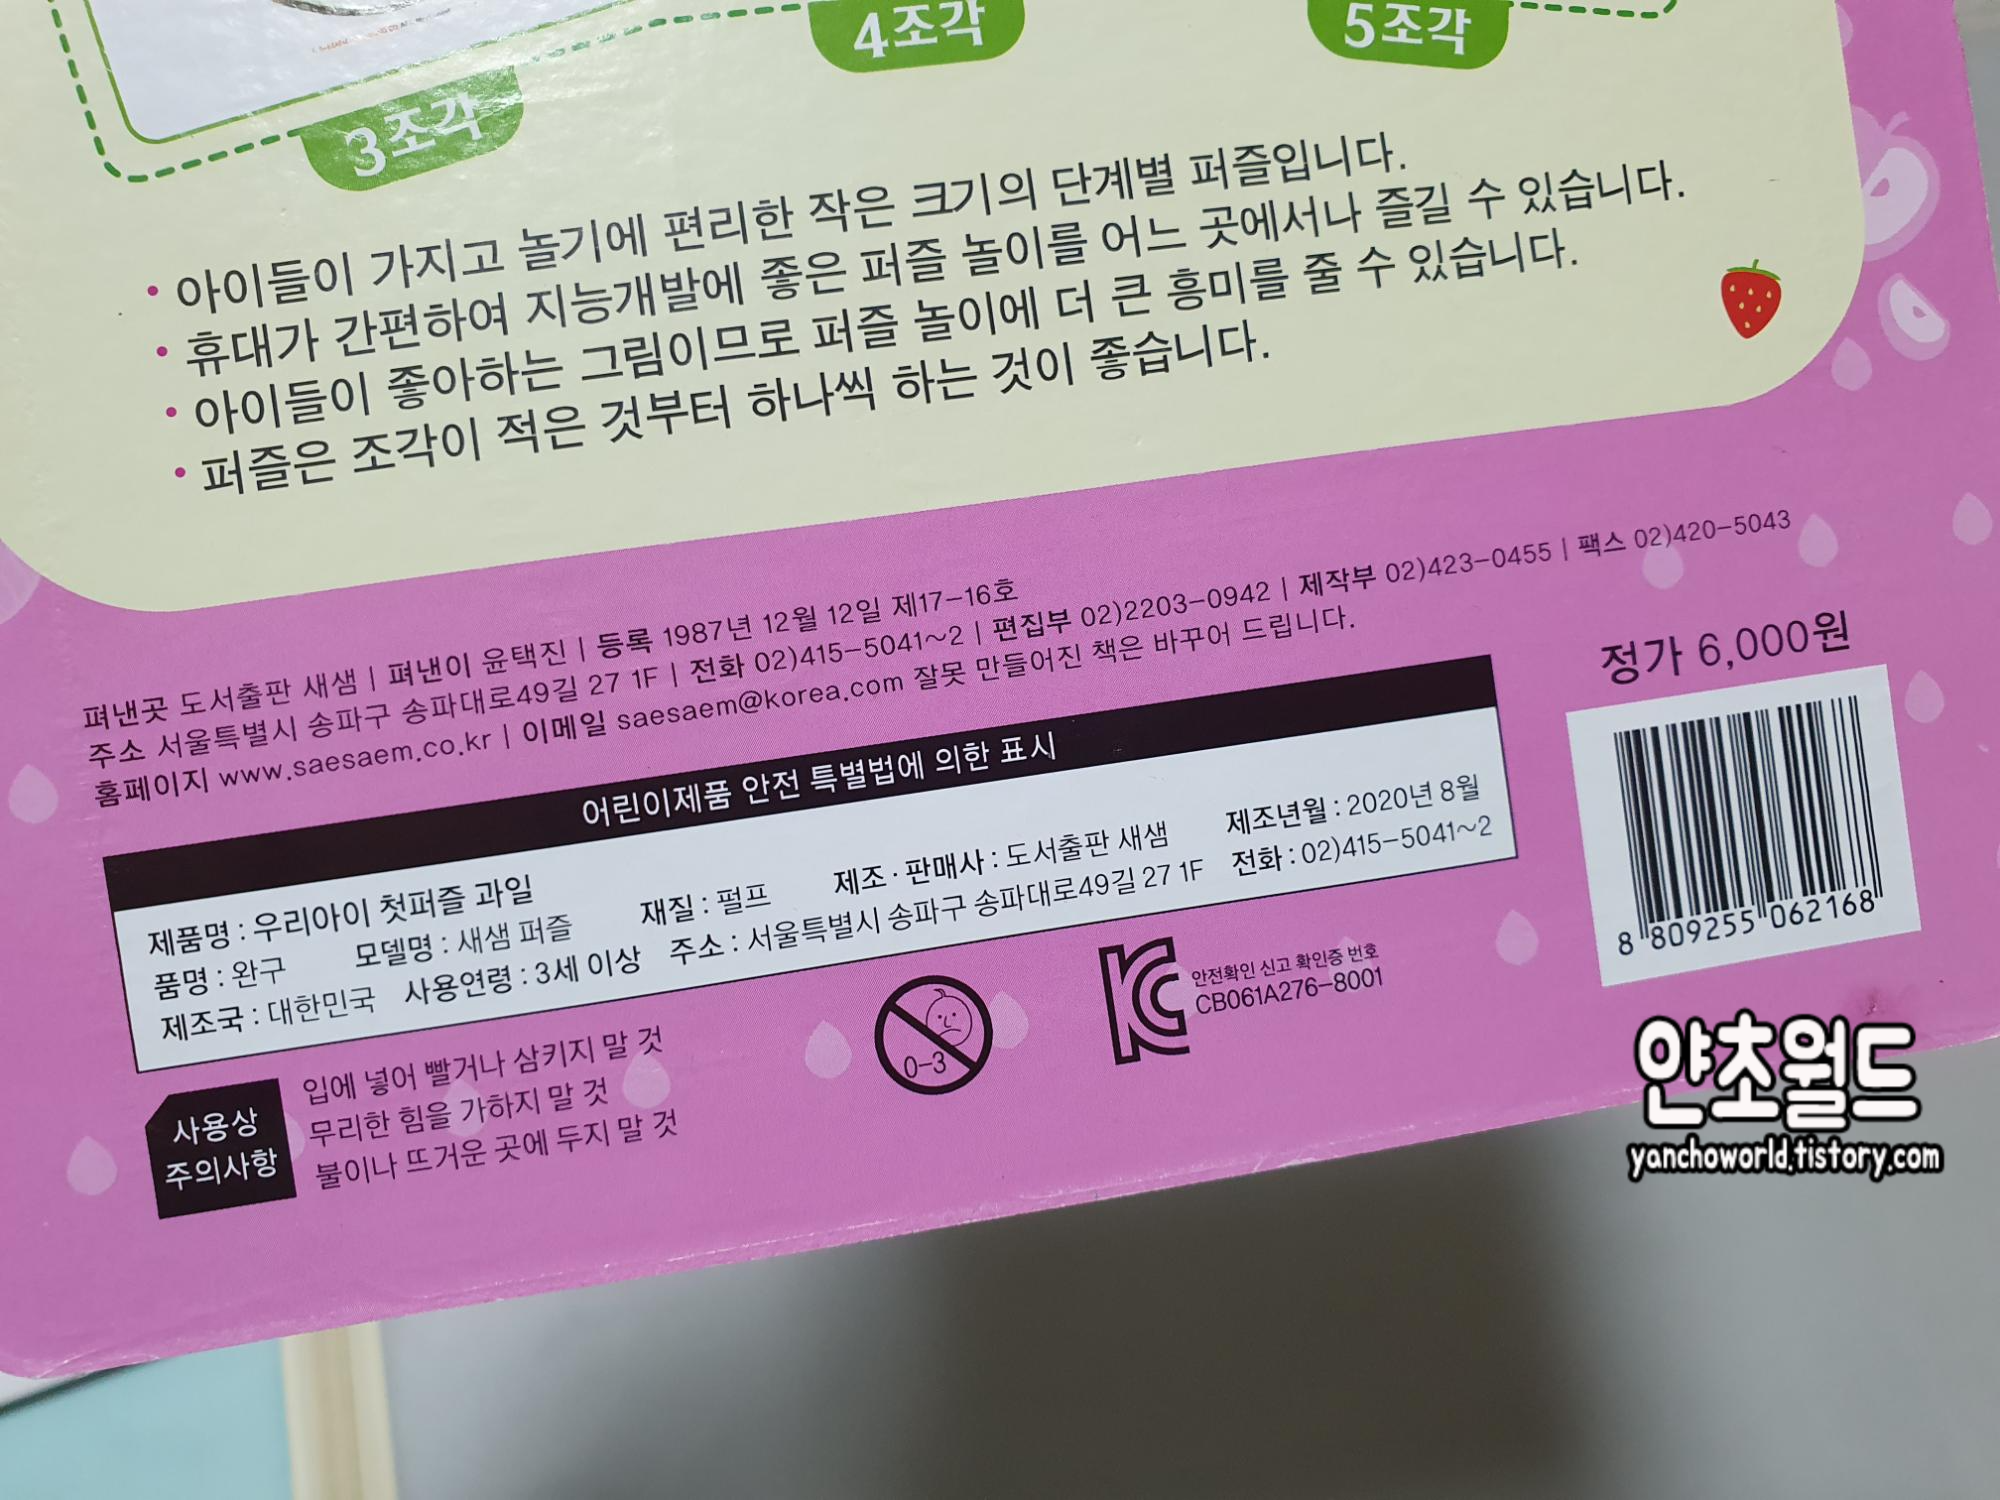 4조각
5조각
3조각
• 아이들이 가지고 놀기에 편리한 작은 크기의 단계별 퍼즐입니다.
• 휴대가 간편하여 지능개발에 좋은 퍼즐 놀이를 어느 곳에서나 즐길 수 있습니다.
• 아이들이 좋아하는 그림이므로 퍼즐 놀이에 더 큰 흥미를 줄 수 있습니다.
• 퍼즐은 조각이 적은 것부터 하나씩 하는 것이 좋습니다.
펴낸곳 도서출판 새샘 | 펴낸이 윤택진 | 등록 1987년 12월 12일 제17-16호
주소 서울특별시 송파구 송파대로49길 27 1F | 전화 02)415-5041~2 | 편집부 02)2203-0942 | 제작부 02)423-0455 | 팩스 02)420-5043
홈페이지 www.saesaem.co.kr | 이메일 saesaem@korea.com 잘못 만들어진 책은 바꾸어 드립니다.
정가 6,000원
어린이제품 안전 특별법에 의한 표시
제품명 : 우리아이 첫퍼즐 과일 재질 : 펄프 제조·판매사 : 도서출판 새샘 제조년월 : 2020년 8월
품명 : 완구 모델명 : 새샘 퍼즐 주소 : 서울특별시 송파구 송파대로49길 27 1F 전화 : 02)415-5041~2
제조국 : 대한민국 사용연령 : 3세 이상
8 809255 062168
사용상
주의사항
입에 넣어 빨거나 삼키지 말 것
무리한 힘을 가하지 말 것
불이나 뜨거운 곳에 두지 말 것
0-3
KC
안전확인 신고 확인증 번호
CB061A276-8001
얀초월드
yanchoworld.tistory.com